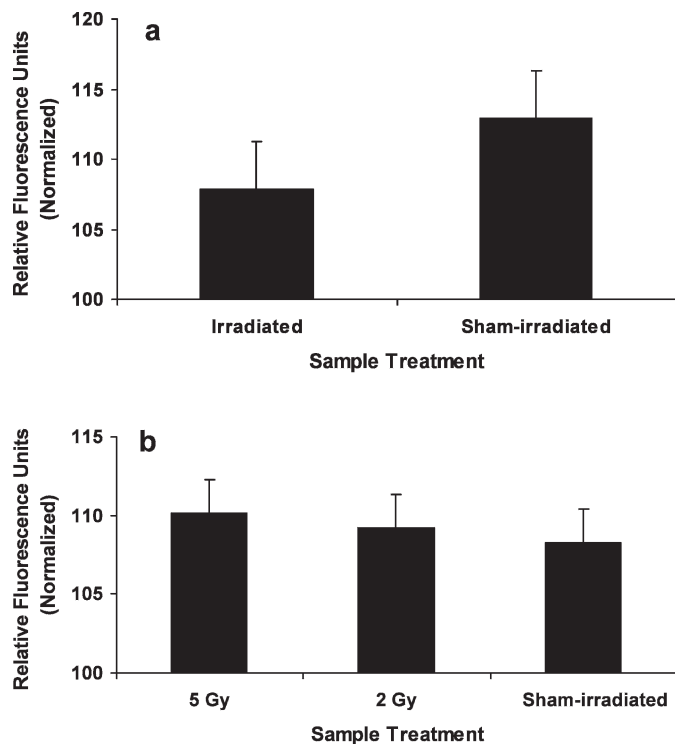 a
Relative Fluorescence Units
(Normalized)
120
115
110
105
100
Irradiated Sham-irradiated
Sample Treatment
b
Relative Fluorescence Units
(Normalized)
115
110
105
100
5 Gy 2 Gy Sham-irradiated
Sample Treatment